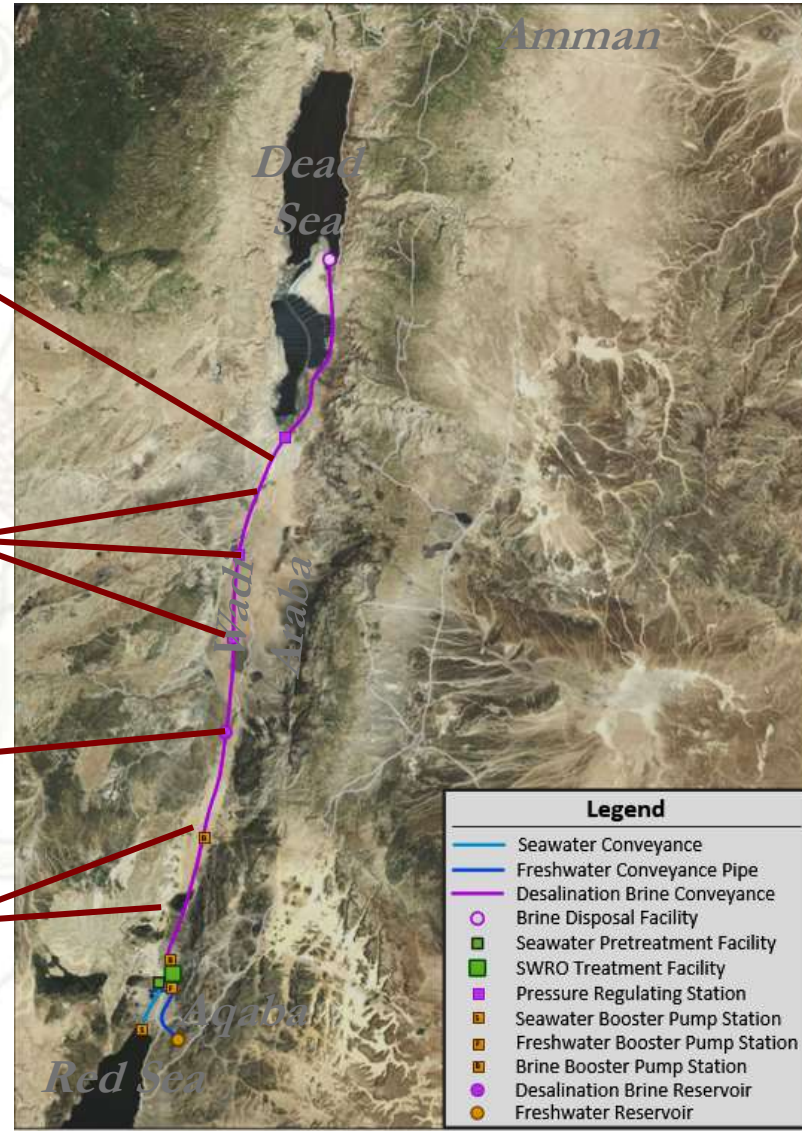 Amman
Dead
Sea
Wadi
Araba
Aqaba
Red Sea
B
B
F
S
Legend
Seawater Conveyance
Freshwater Conveyance Pipe
Desalination Brine Conveyance
Brine Disposal Facility
Seawater Pretreatment Facility
SWRO Treatment Facility
Pressure Regulating Station
S Seawater Booster Pump Station
F Freshwater Booster Pump Station
B Brine Booster Pump Station
Desalination Brine Reservoir
Freshwater Reservoir